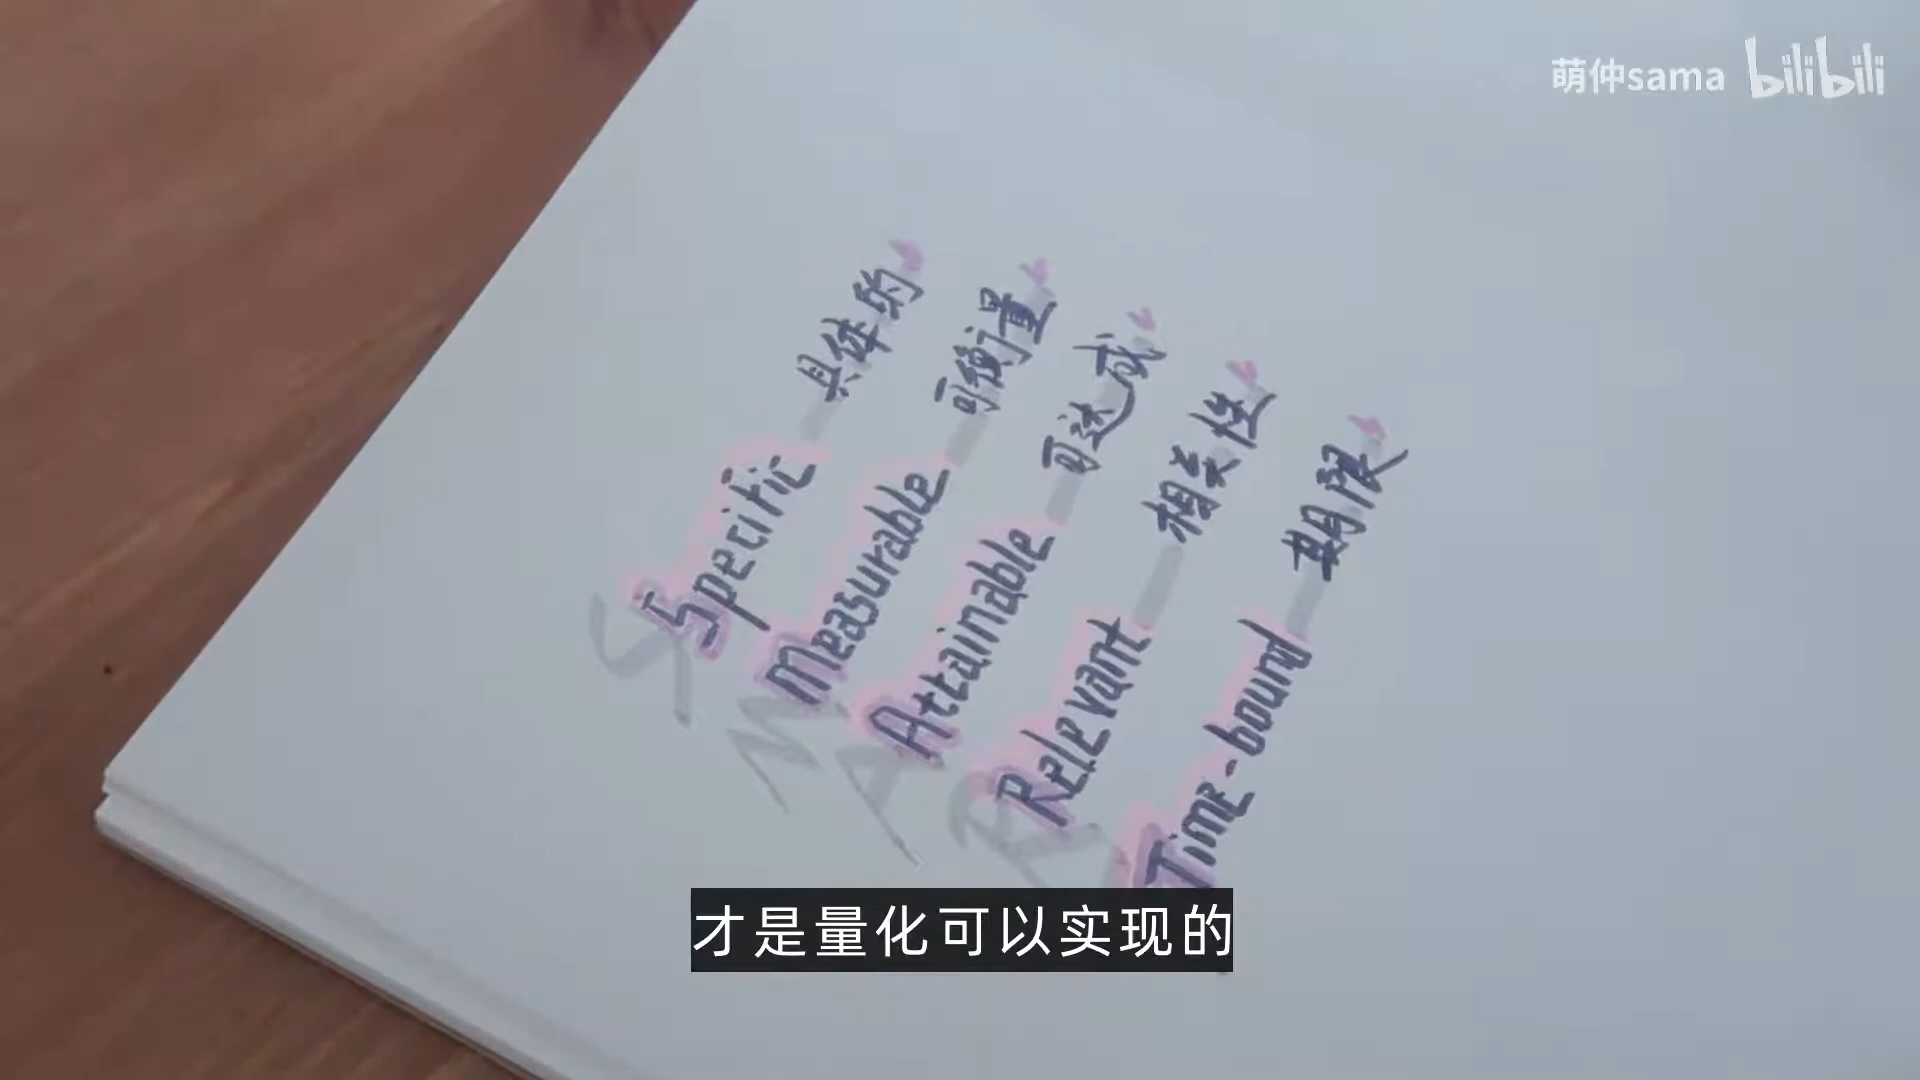 萌仲sama bilibili
S Specific 具体的
M Measurable 可衡量
A Attainable 可达成
R Relevant 相关性
Time-bound 期限
才是量化可以实现的